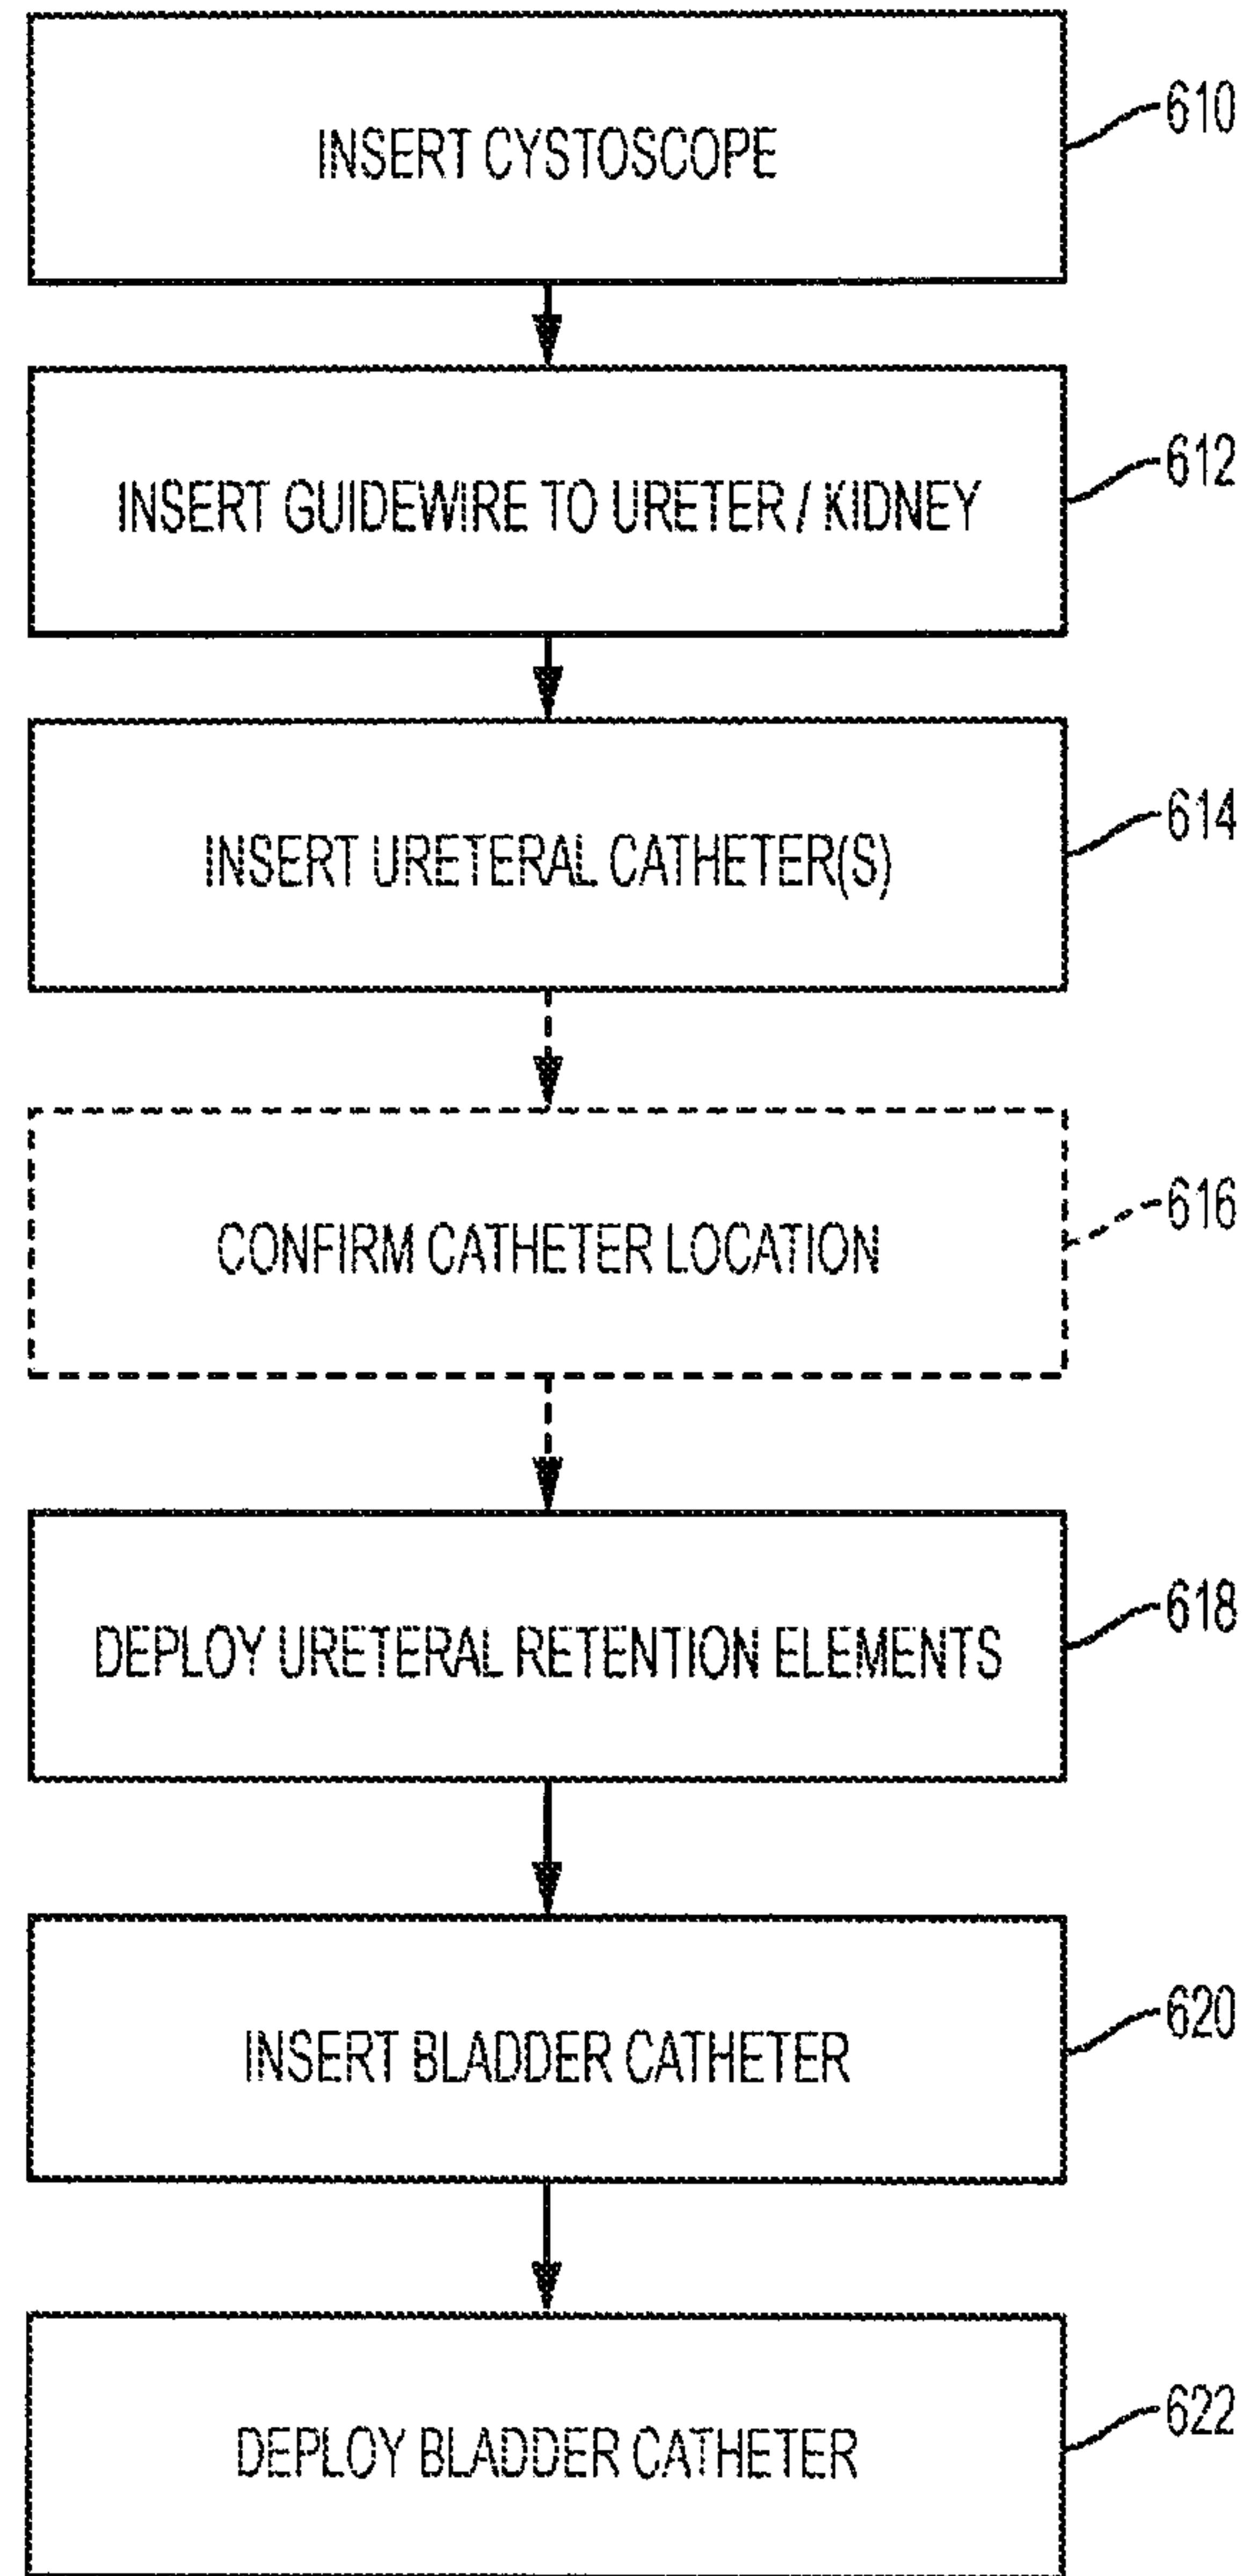 INSERT CYSTOSCOPE
610
INSERT GUIDEWIRE TO URETER / KIDNEY
612
INSERT URETERAL CATHETER(S)
614
CONFIRM CATHETER LOCATION
616
DEPLOY URETERAL RETENTION ELEMENTS
618
INSERT BLADDER CATHETER
620
DEPLOY BLADDER CATHETER
622